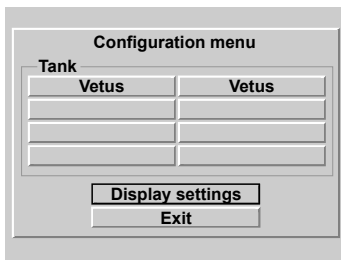 Configuration menu
Tank
Vetus Vetus
Display settings
Exit